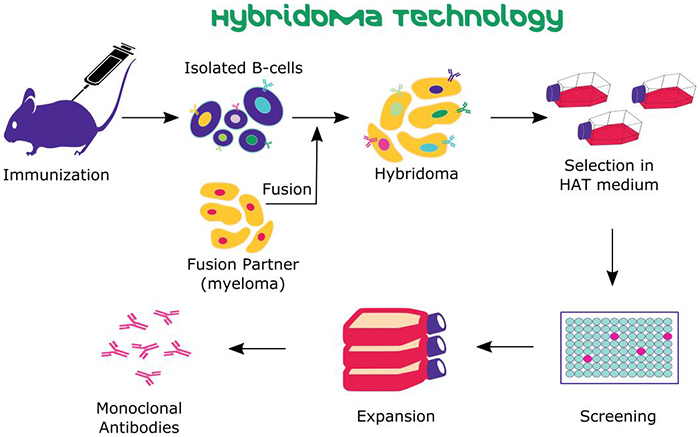 Hybridoma Technology
Isolated B-cells
Immunization
Fusion
Fusion Partner
(myeloma)
Hybridoma
Selection in
HAT medium
Screening
Expansion
Monoclonal
Antibodies